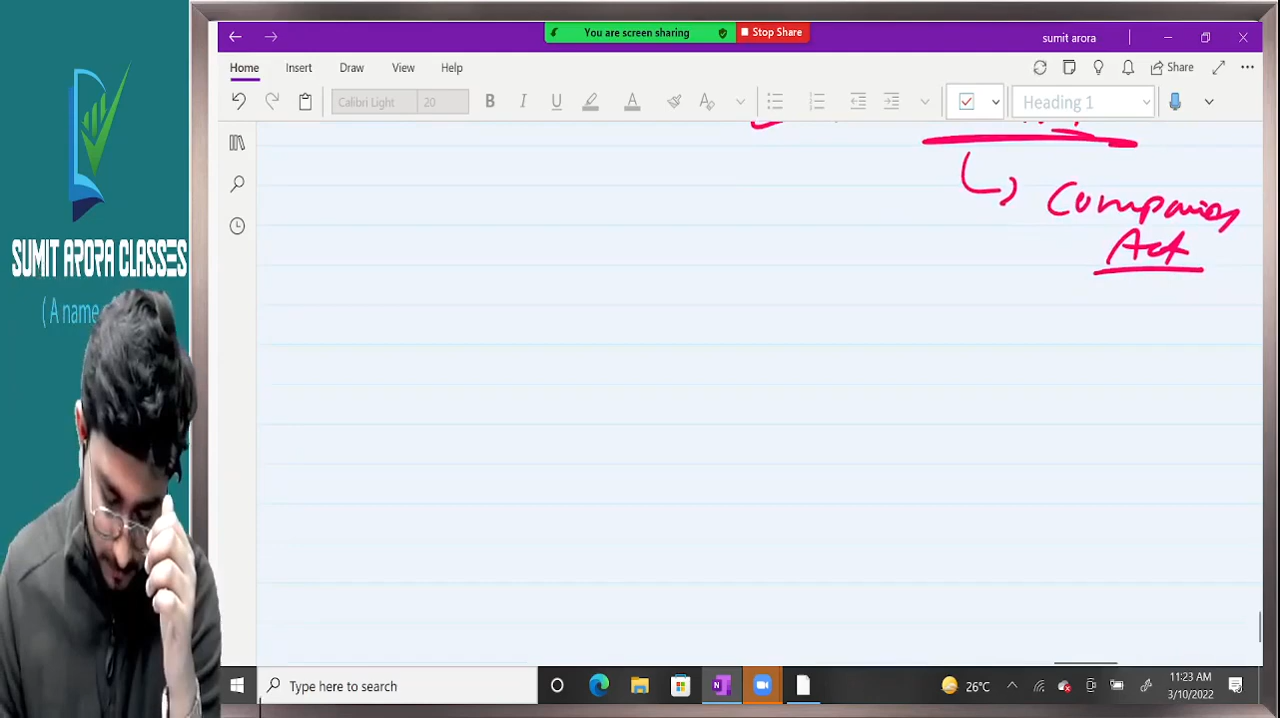 You are screen sharing
Stop Share
sumit arora
Home Insert Draw View Help
Share
Calibri Light 20
Heading 1
Companies
Act
SUMIT ARORA CLASSES
( A name
Type here to search
26°C
11:23 AM
3/10/2022